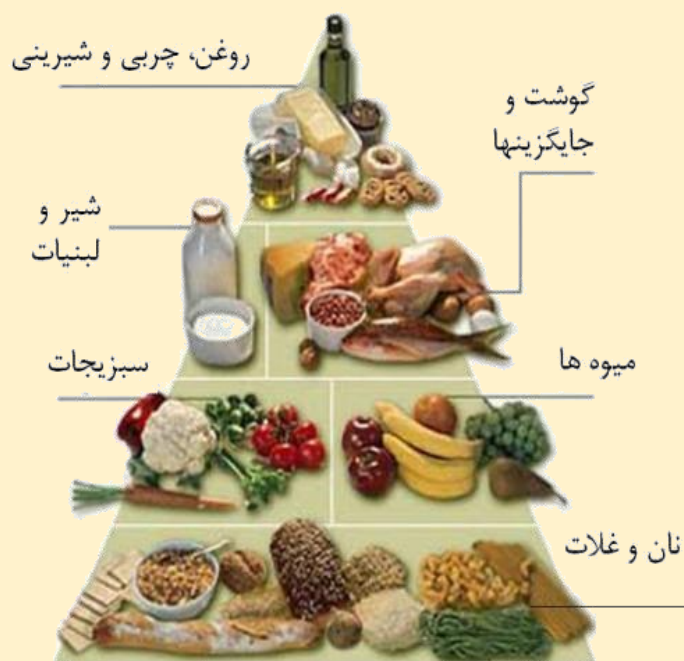 روغن، چربی و شیرینی
گوشت و
جایگزینها
شیر و
لبنیات
سبزیجات
میوه ها
نان و غلات